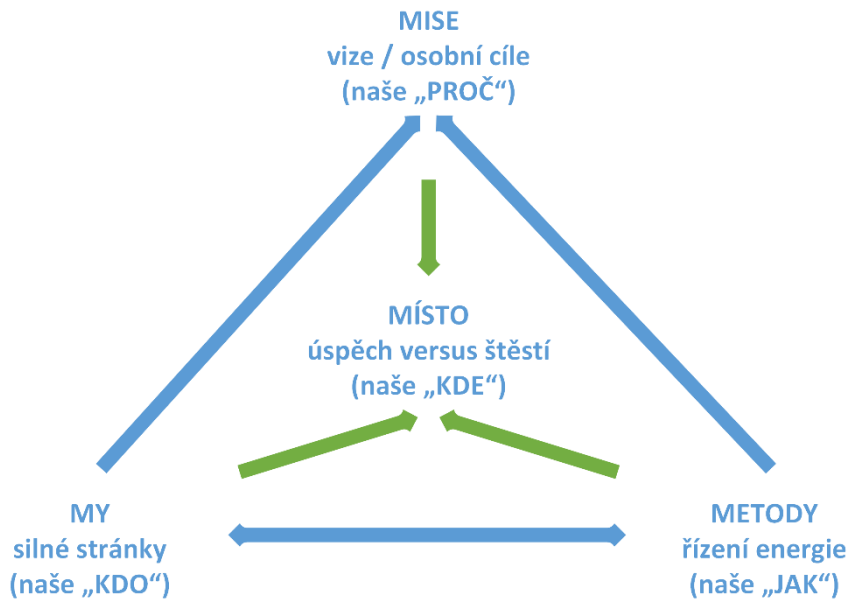 MISE
vize / osobní cíle
(naše „PROČ“)
MÍSTO
úspěch versus štěstí
(naše „KDE“)
MY
silné stránky
(naše „KDO“)
METODY
řízení energie
(naše „JAK“)